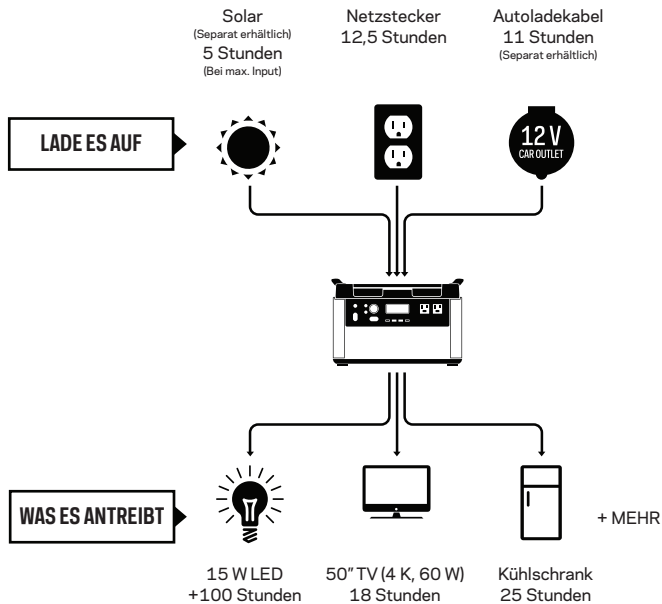 Solar
(Separat erhältlich)
5 Stunden
(Bei max. Input)
Netzstecker
12,5 Stunden
Autoladekabel
11 Stunden
(Separat erhältlich)
LADE ES AUF
12 V
CAR OUTLET
WAS ES ANTREIBT
+ MEHR
15 W LED
+100 Stunden
50” TV (4 K, 60 W)
18 Stunden
Kühlschrank
25 Stunden